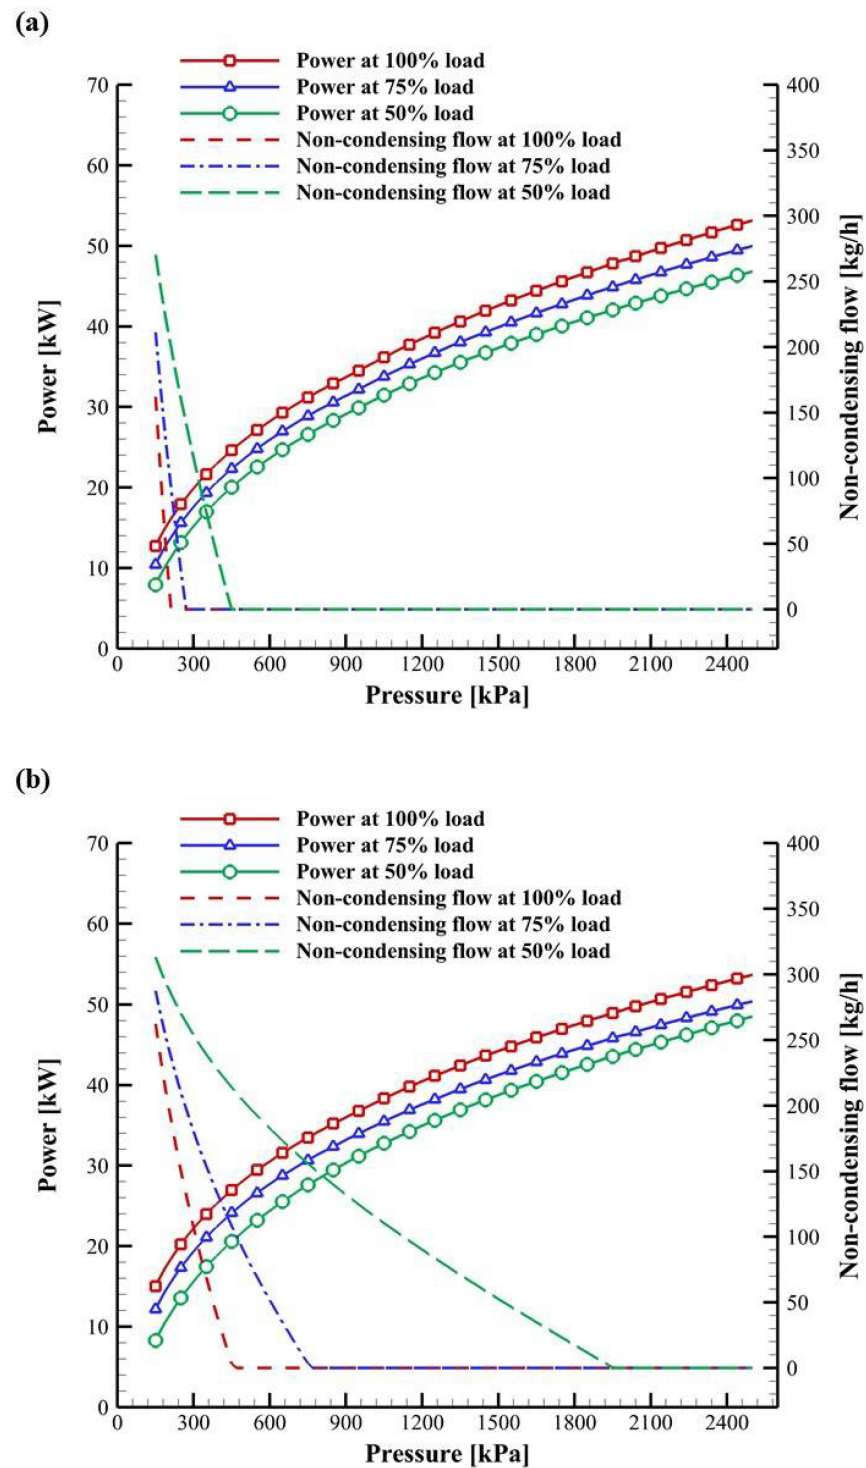 (a)
Power at 100% load
Power at 75% load
Power at 50% load
Non-condensing flow at 100% load
Non-condensing flow at 75% load
Non-condensing flow at 50% load
70
60
50
40
30
20
10
0
Power [kW]
400
350
300
250
200
150
100
50
0
Non-condensing flow [kg/h]
0 300 600 900 1200 1500 1800 2100 2400
Pressure [kPa]
(b)
Power at 100% load
Power at 75% load
Power at 50% load
Non-condensing flow at 100% load
Non-condensing flow at 75% load
Non-condensing flow at 50% load
70
60
50
40
30
20
10
0
Power [kW]
400
350
300
250
200
150
100
50
0
Non-condensing flow [kg/h]
0 300 600 900 1200 1500 1800 2100 2400
Pressure [kPa]